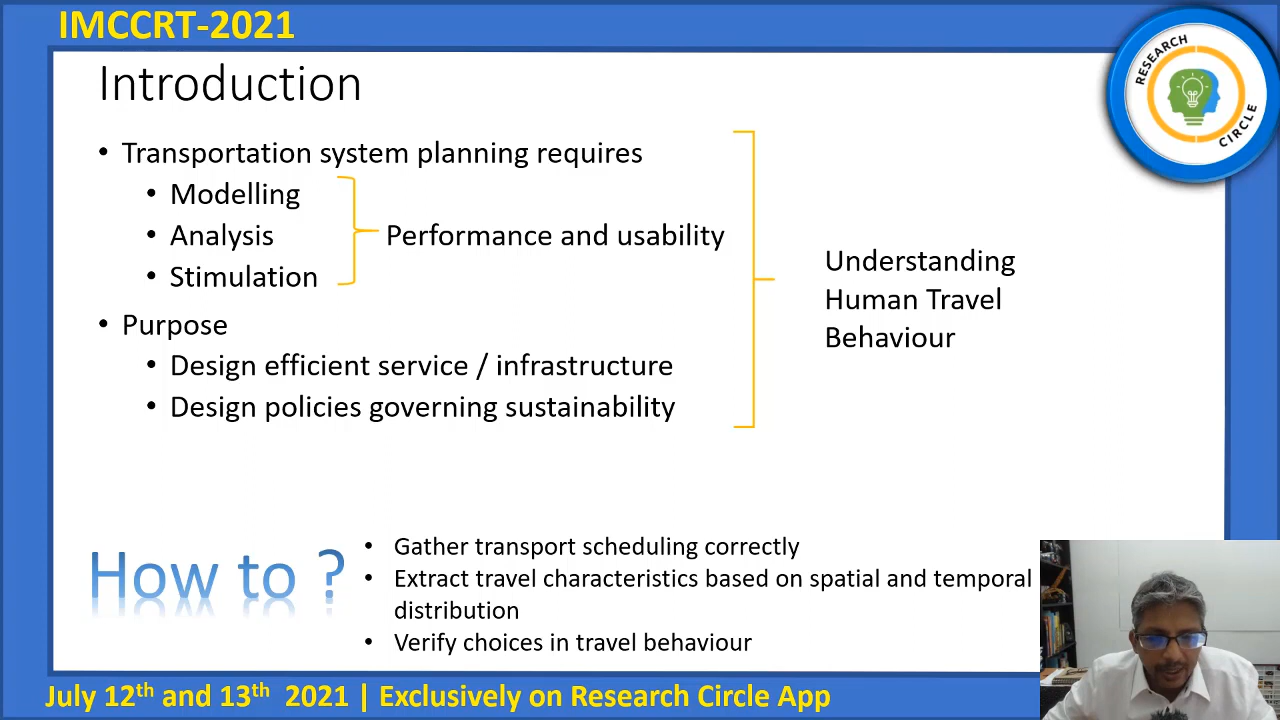 IMCCRT-2021
RESEARCH
CIRCLE
Introduction
• Transportation system planning requires
• Modelling
• Analysis
• Stimulation
Performance and usability
• Purpose
• Design efficient service / infrastructure
• Design policies governing sustainability
Understanding
Human Travel
Behaviour
How to ?
• Gather transport scheduling correctly
• Extract travel characteristics based on spatial and temporal
distribution
• Verify choices in travel behaviour
July 12th and 13th 2021 | Exclusively on Research Circle App